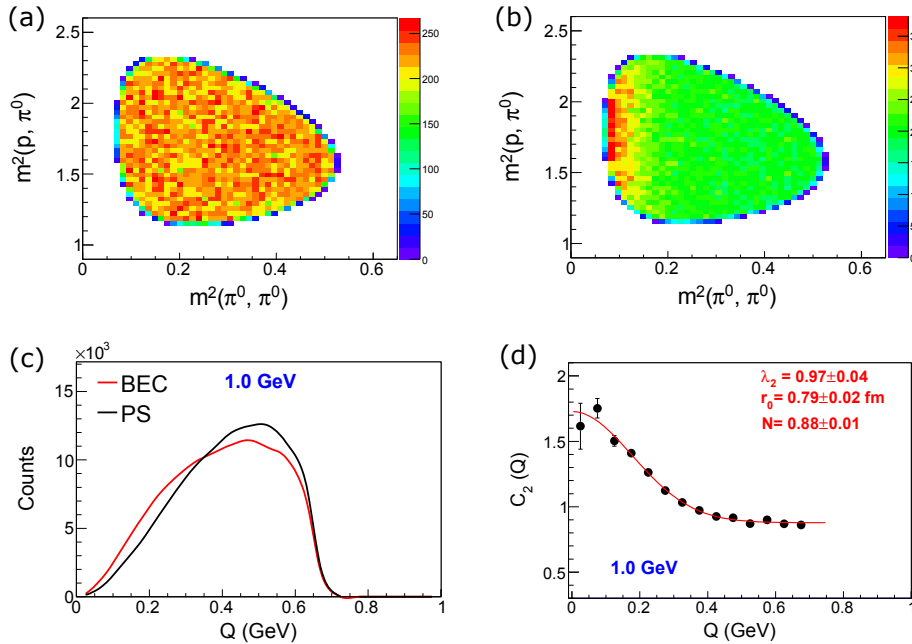 (a)
2.5
2
1.5
1
m²(p, π⁰)
0 0.2 0.4 0.6
m²(π⁰, π⁰)
250
200
150
100
50
0
(b)
2.5
2
1.5
1
m²(p, π⁰)
0 0.2 0.4 0.6
m²(π⁰, π⁰)
(c)
×10³
15
10
5
0
Counts
BEC
PS
1.0 GeV
0 0.2 0.4 0.6 0.8 1
Q (GeV)
(d)
2
1.5
1
0.5
C₂ (Q)
λ₂ = 0.97±0.04
r₀= 0.79±0.02 fm
N= 0.88±0.01
1.0 GeV
0 0.2 0.4 0.6 0.8 1
Q (GeV)